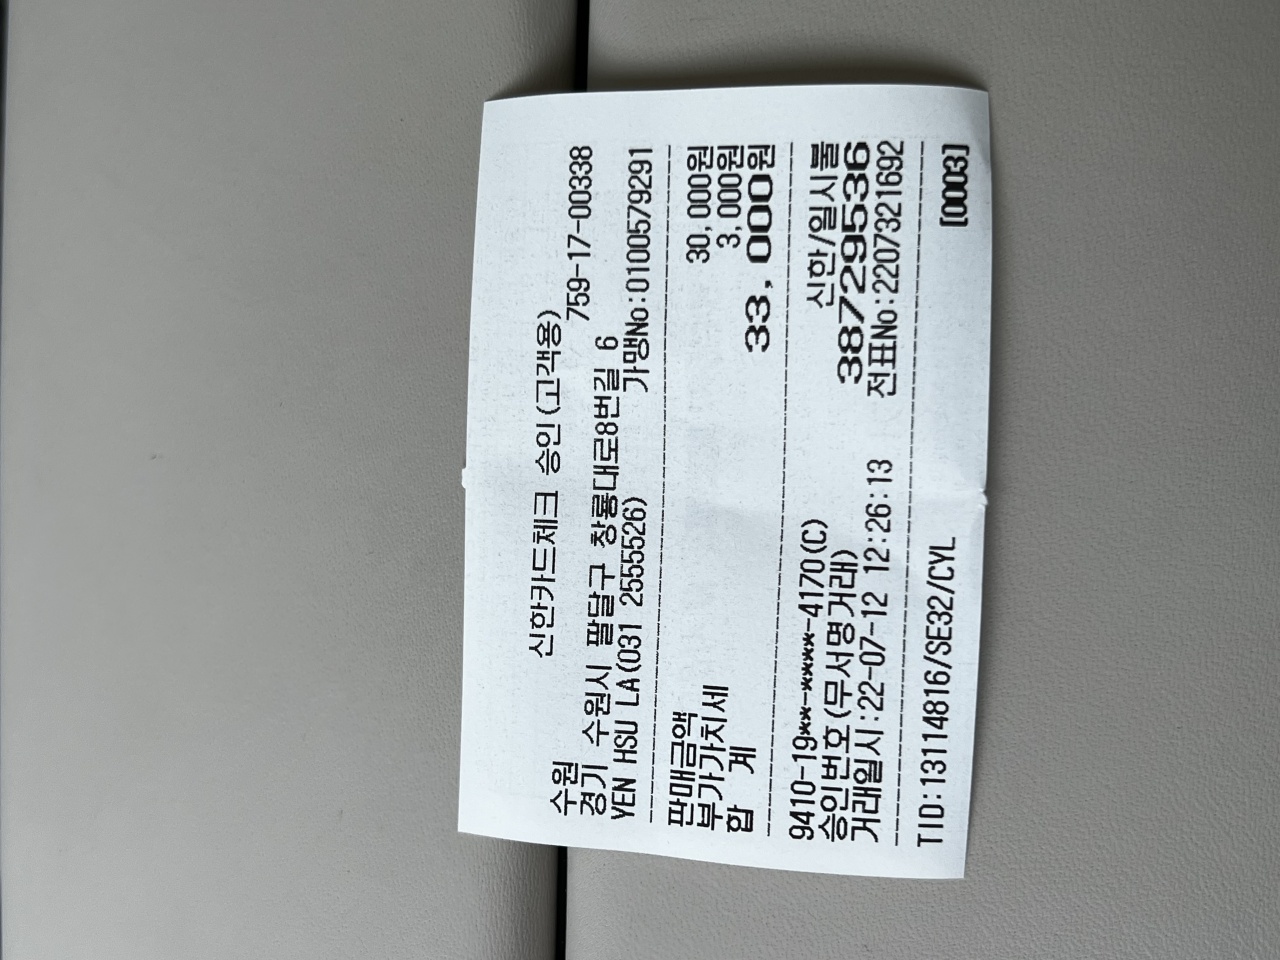 신한카드체크 승인(고객용)
수원 759-17-00338
경기 수원시 팔달구 창룡대로8번길 6
YEN HSU LA(031 2555526) 가맹No:0100579291
판매금액 30,000원
부가가치세 3,000원
합 계 33,000원
9410-19**-****-4170(C) 신한/일시불
승인번호(무서명거래) 38729536
거래일시:22-07-12 12:26:13 전표No:220732​1692
TID:13114816/SE32/CYL [0003]